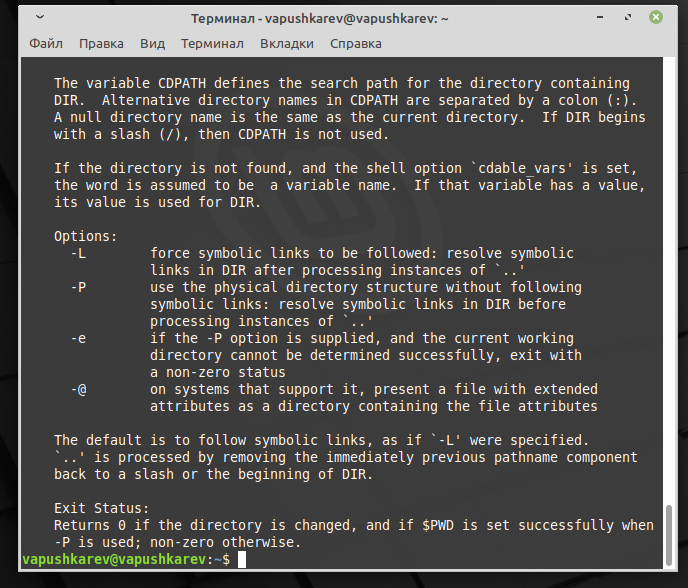 Терминал - vapushkarev@vapushkarev: ~
Файл Правка Вид Терминал Вкладки Справка
The variable CDPATH defines the search path for the directory containing
DIR.  Alternative directory names in CDPATH are separated by a colon (:).
A null directory name is the same as the current directory.  If DIR begins
with a slash (/), then CDPATH is not used.
If the directory is not found, and the shell option `cdable_vars' is set,
the word is assumed to be  a variable name.  If that variable has a value,
its value is used for DIR.
Options:
-L force symbolic links to be followed: resolve symbolic
links in DIR after processing instances of `..'
-P use the physical directory structure without following
symbolic links: resolve symbolic links in DIR before
processing instances of `..'
-e if the -P option is supplied, and the current working
directory cannot be determined successfully, exit with
a non-zero status
-@ on systems that support it, present a file with extended
attributes as a directory containing the file attributes
The default is to follow symbolic links, as if `-L' were specified.
`..' is processed by removing the immediately previous pathname component
back to a slash or the beginning of DIR.
Exit Status:
Returns 0 if the directory is changed, and if $PWD is set successfully when
-P is used; non-zero otherwise.
vapushkarev@vapushkarev:~$